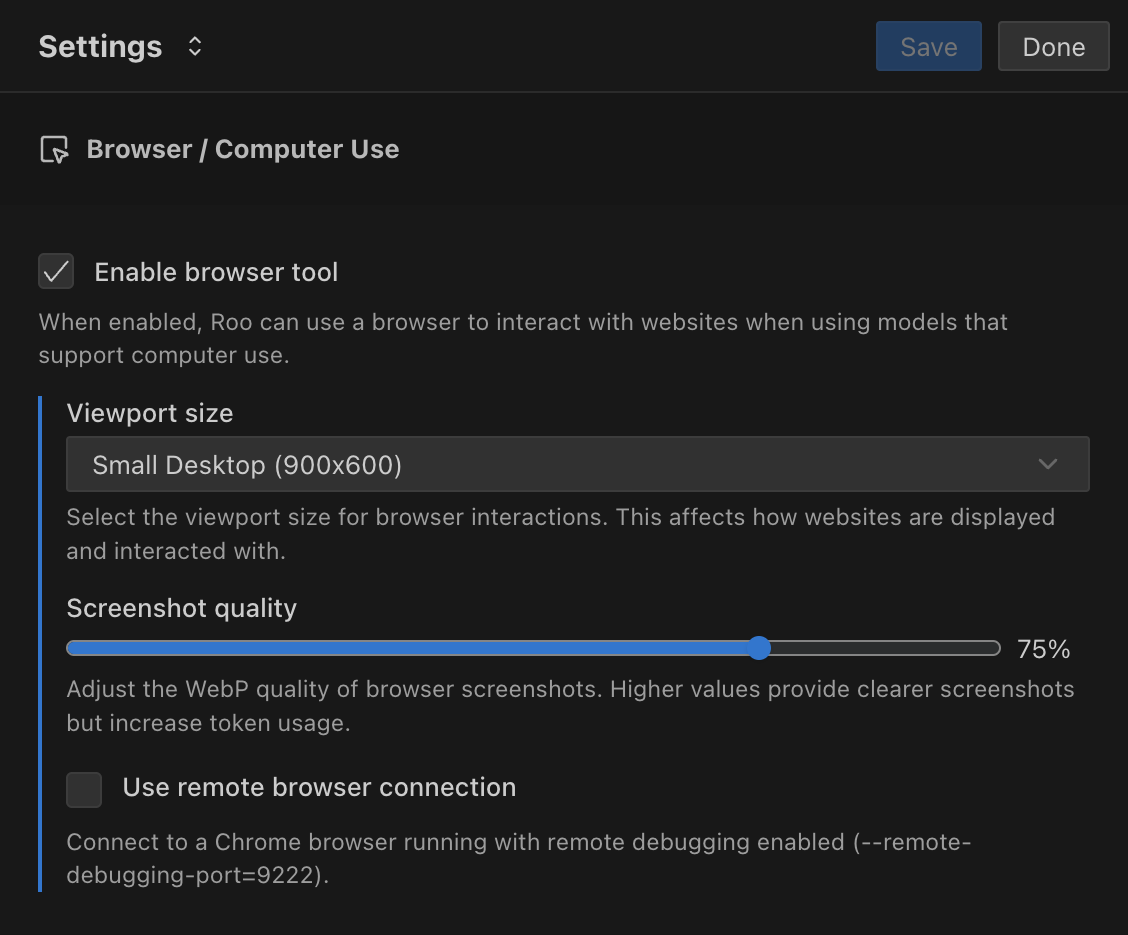 Settings
Save
Done
Browser / Computer Use
Enable browser tool
When enabled, Roo can use a browser to interact with websites when using models that
support computer use.
Viewport size
Small Desktop (900x600)
Select the viewport size for browser interactions. This affects how websites are displayed
and interacted with.
Screenshot quality
75%
Adjust the WebP quality of browser screenshots. Higher values provide clearer screenshots
but increase token usage.
Use remote browser connection
Connect to a Chrome browser running with remote debugging enabled (--remote-
debugging-port=9222).